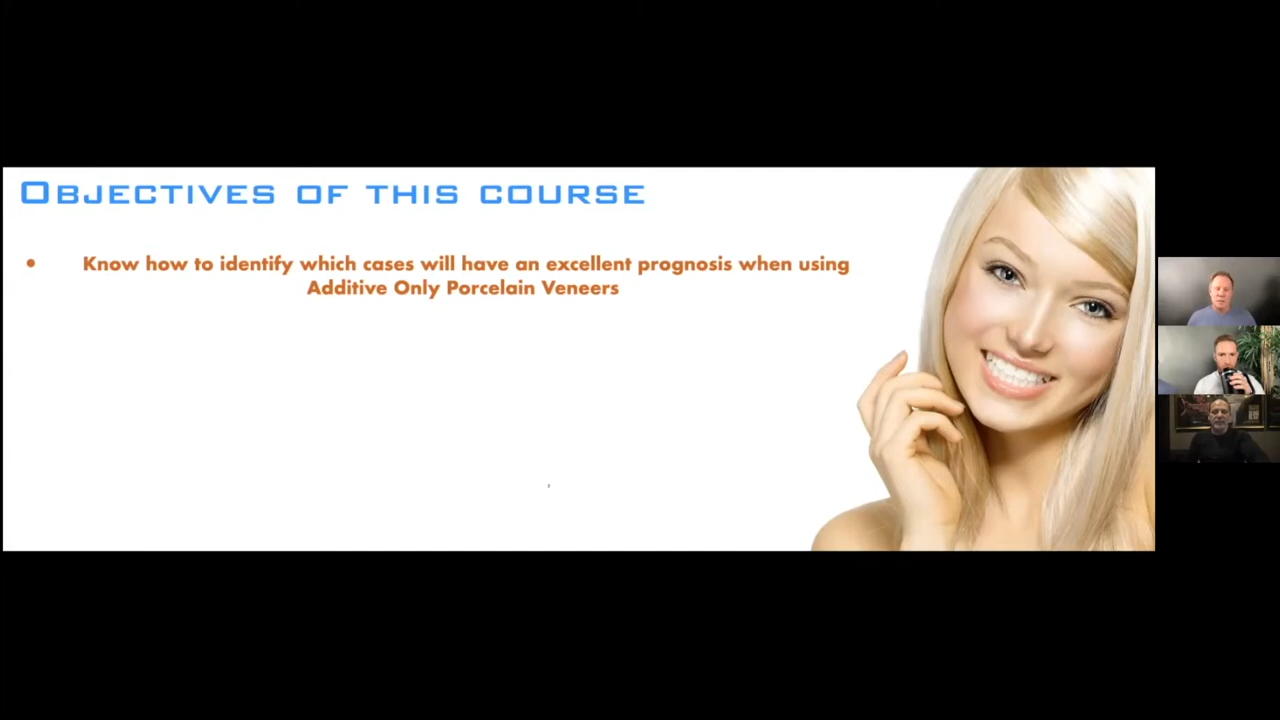 Objectives of this course
• Know how to identify which cases will have an excellent prognosis when using
Additive Only Porcelain Veneers